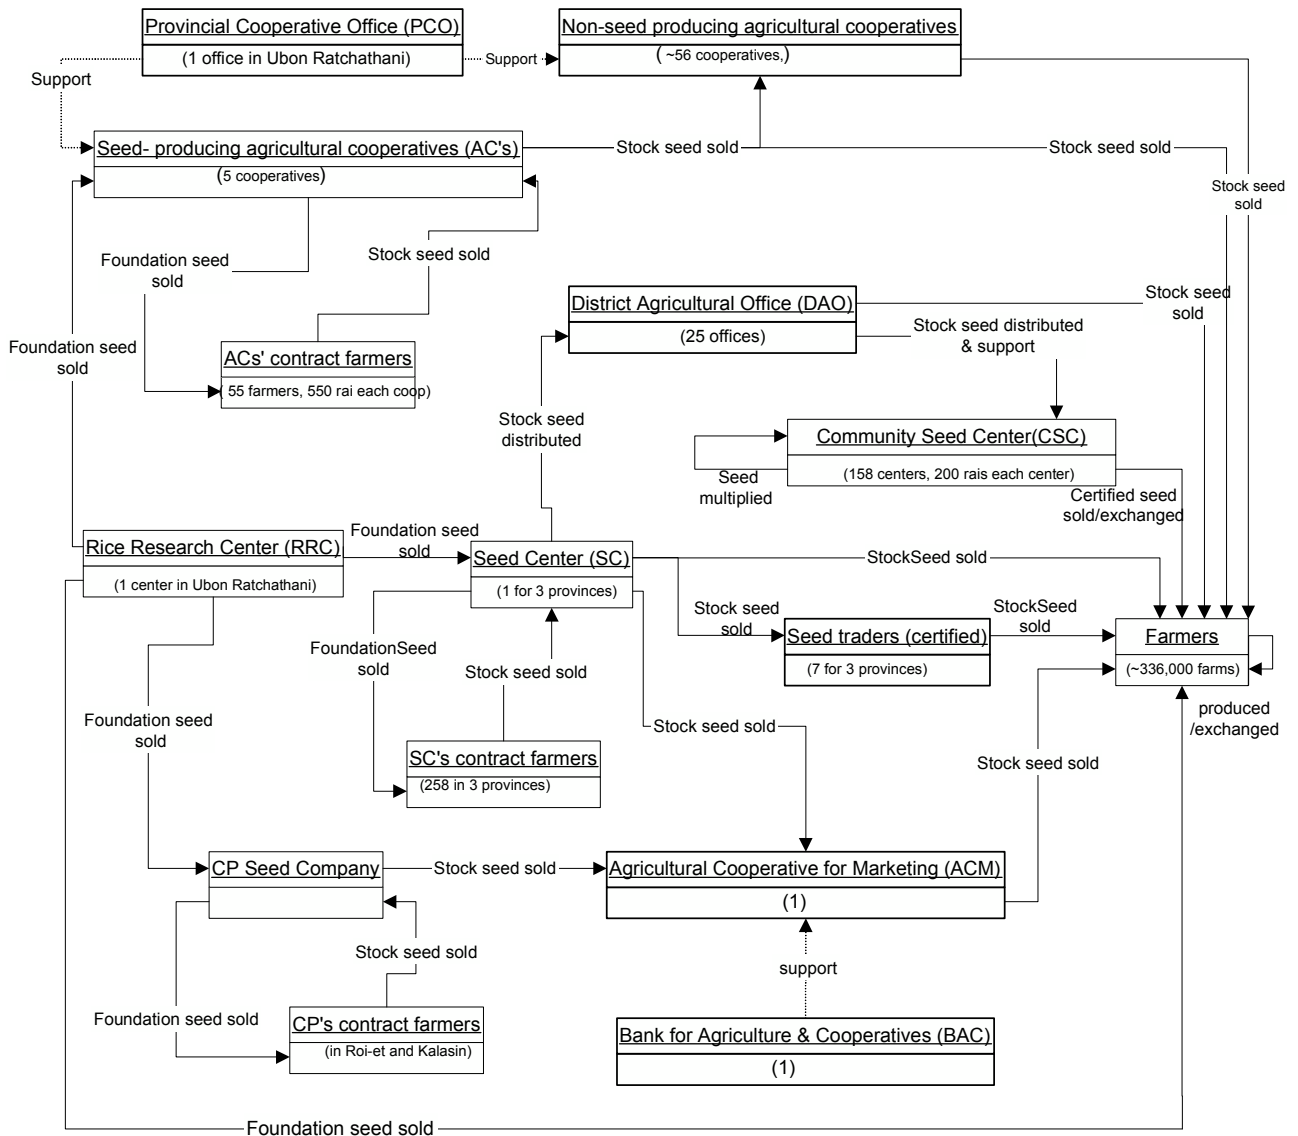 Provincial Cooperative Office (PCO)
(1 office in Ubon Ratchathani)
Non-seed producing agricultural cooperatives
( ~56 cooperatives,)
Support
Support
Seed- producing agricultural cooperatives (AC's)
(5 cooperatives)
Stock seed sold
Stock seed sold
Stock seed
sold
Foundation seed
sold
Stock seed sold
District Agricultural Office (DAO)
(25 offices)
Stock seed
sold
Stock seed distributed
& support
Foundation seed
sold
ACs' contract farmers
( 55 farmers, 550 rai each coop)
Stock seed
distributed
Community Seed Center(CSC)
(158 centers, 200 rais each center)
Seed
multiplied
Certified seed
sold/exchanged
Rice Research Center (RRC)
(1 center in Ubon Ratchathani)
Foundation seed
sold
Seed Center (SC)
(1 for 3 provinces)
StockSeed sold
Stock seed
sold
Seed traders (certified)
(7 for 3 provinces)
StockSeed
sold
Farmers
(~336,000 farms)
produced
/exchanged
FoundationSeed
sold
Stock seed sold
Foundation seed
sold
Stock seed sold
Stock seed sold
SC's contract farmers
(258 in 3 provinces)
CP Seed Company
Stock seed sold
Agricultural Cooperative for Marketing (ACM)
(1)
Stock seed sold
support
Foundation seed sold
CP's contract farmers
(in Roi-et and Kalasin)
Bank for Agriculture & Cooperatives (BAC)
(1)
Foundation seed sold